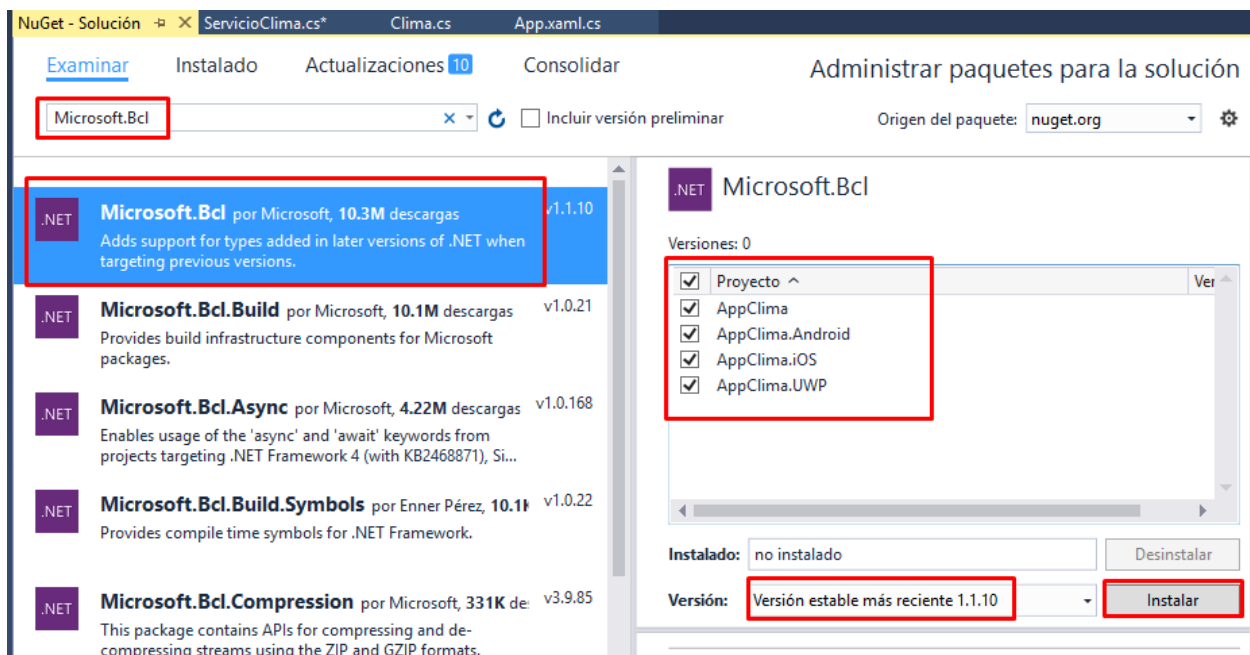 NuGet - Solución ServicioClima.cs* Clima.cs App.xaml.cs
Examinar Instalado Actualizaciones 10 Consolidar Administrar paquetes para la solución
Microsoft.Bcl Incluir versión preliminar Origen del paquete: nuget.org
.NET Microsoft.Bcl por Microsoft, 10.3M descargas v1.1.10
Adds support for types added in later versions of .NET when
targeting previous versions.
.NET Microsoft.Bcl.Build por Microsoft, 10.1M descargas v1.0.21
Provides build infrastructure components for Microsoft
packages.
.NET Microsoft.Bcl.Async por Microsoft, 4.22M descargas v1.0.168
Enables usage of the 'async' and 'await' keywords from
projects targeting .NET Framework 4 (with KB2468871), Si...
.NET Microsoft.Bcl.Build.Symbols por Enner Pérez, 10.1 v1.0.22
Provides compile time symbols for .NET Framework.
.NET Microsoft.Bcl.Compression por Microsoft, 331K de v3.9.85
This package contains APIs for compressing and de-
compressing streams using the ZIP and GZIP formats.
.NET Microsoft.Bcl
Versiones: 0
Proyecto Ver
AppClima
AppClima.Android
AppClima.iOS
AppClima.UWP
Instalado: no instalado Desinstalar
Versión: Versión estable más reciente 1.1.10 Instalar